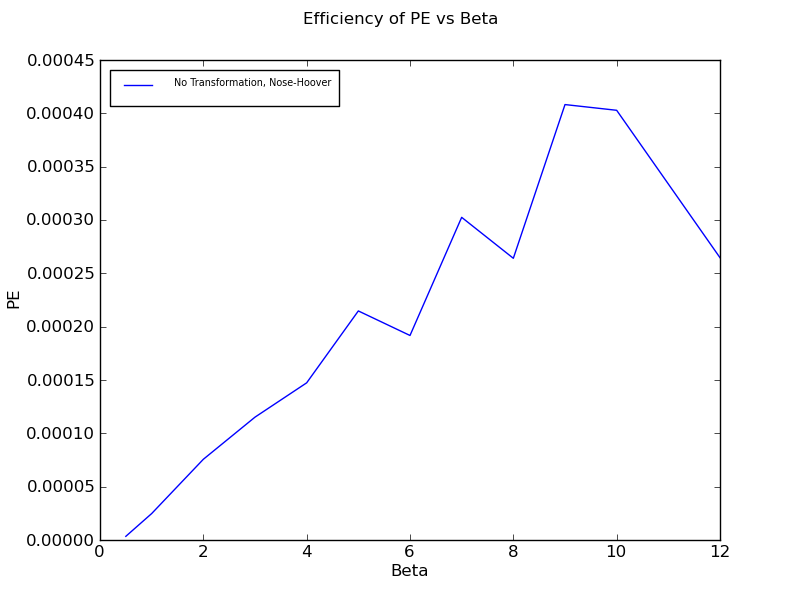 Efficiency of PE vs Beta
0.00045
No Transformation, Nose-Hoover
0.00040
0.00035
0.00030
0.00025
PE
0.00020
0.00015
0.00010
0.00005
0.00000
0 2 4 6 8 10 12
Beta